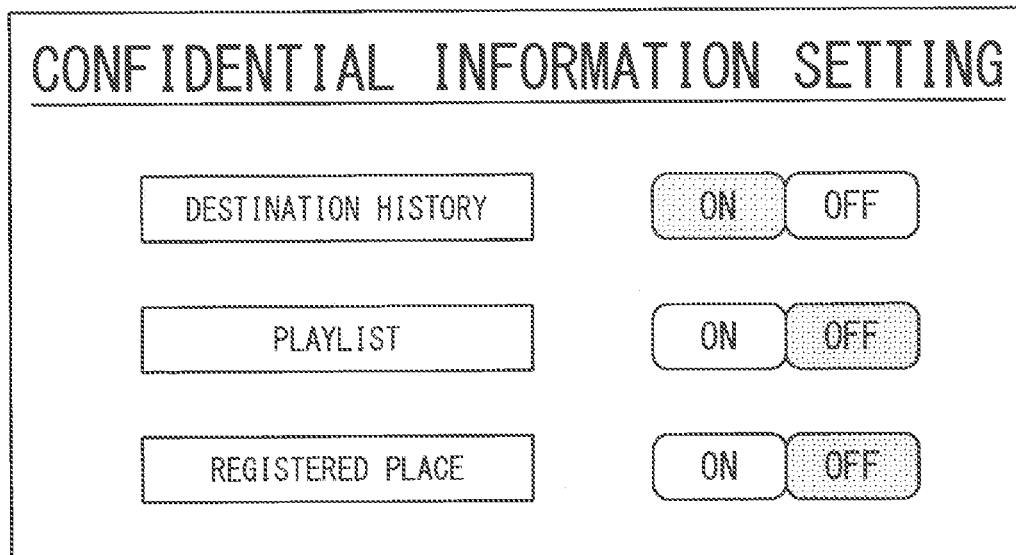 CONFIDENTIAL INFORMATION SETTING
DESTINATION HISTORY ON OFF
PLAYLIST ON OFF
REGISTERED PLACE ON OFF